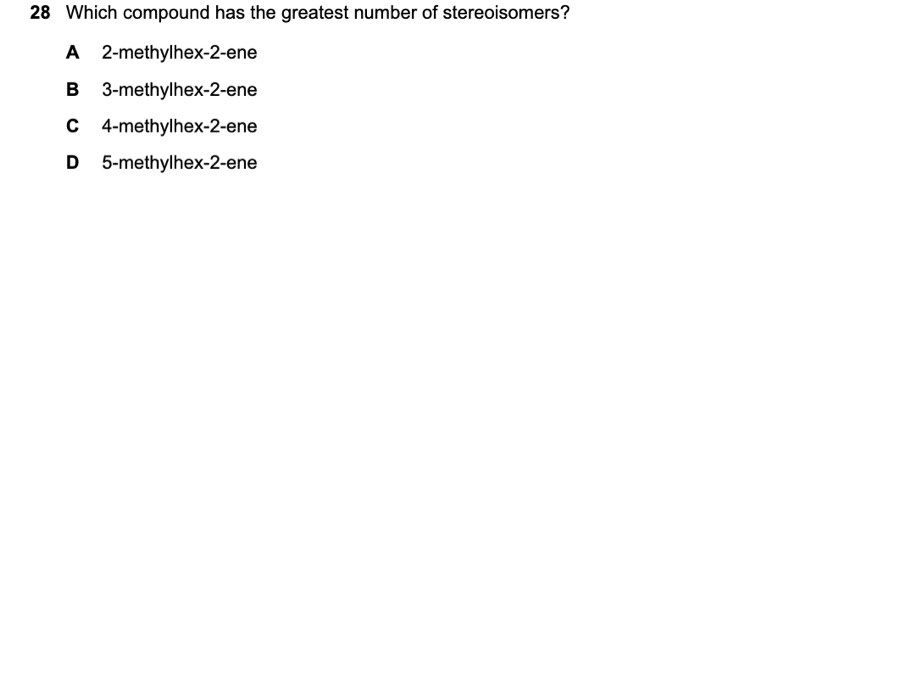 28 Which compound has the greatest number of stereoisomers?
A 2-methylhex-2-ene
B 3-methylhex-2-ene
C 4-methylhex-2-ene
D 5-methylhex-2-ene